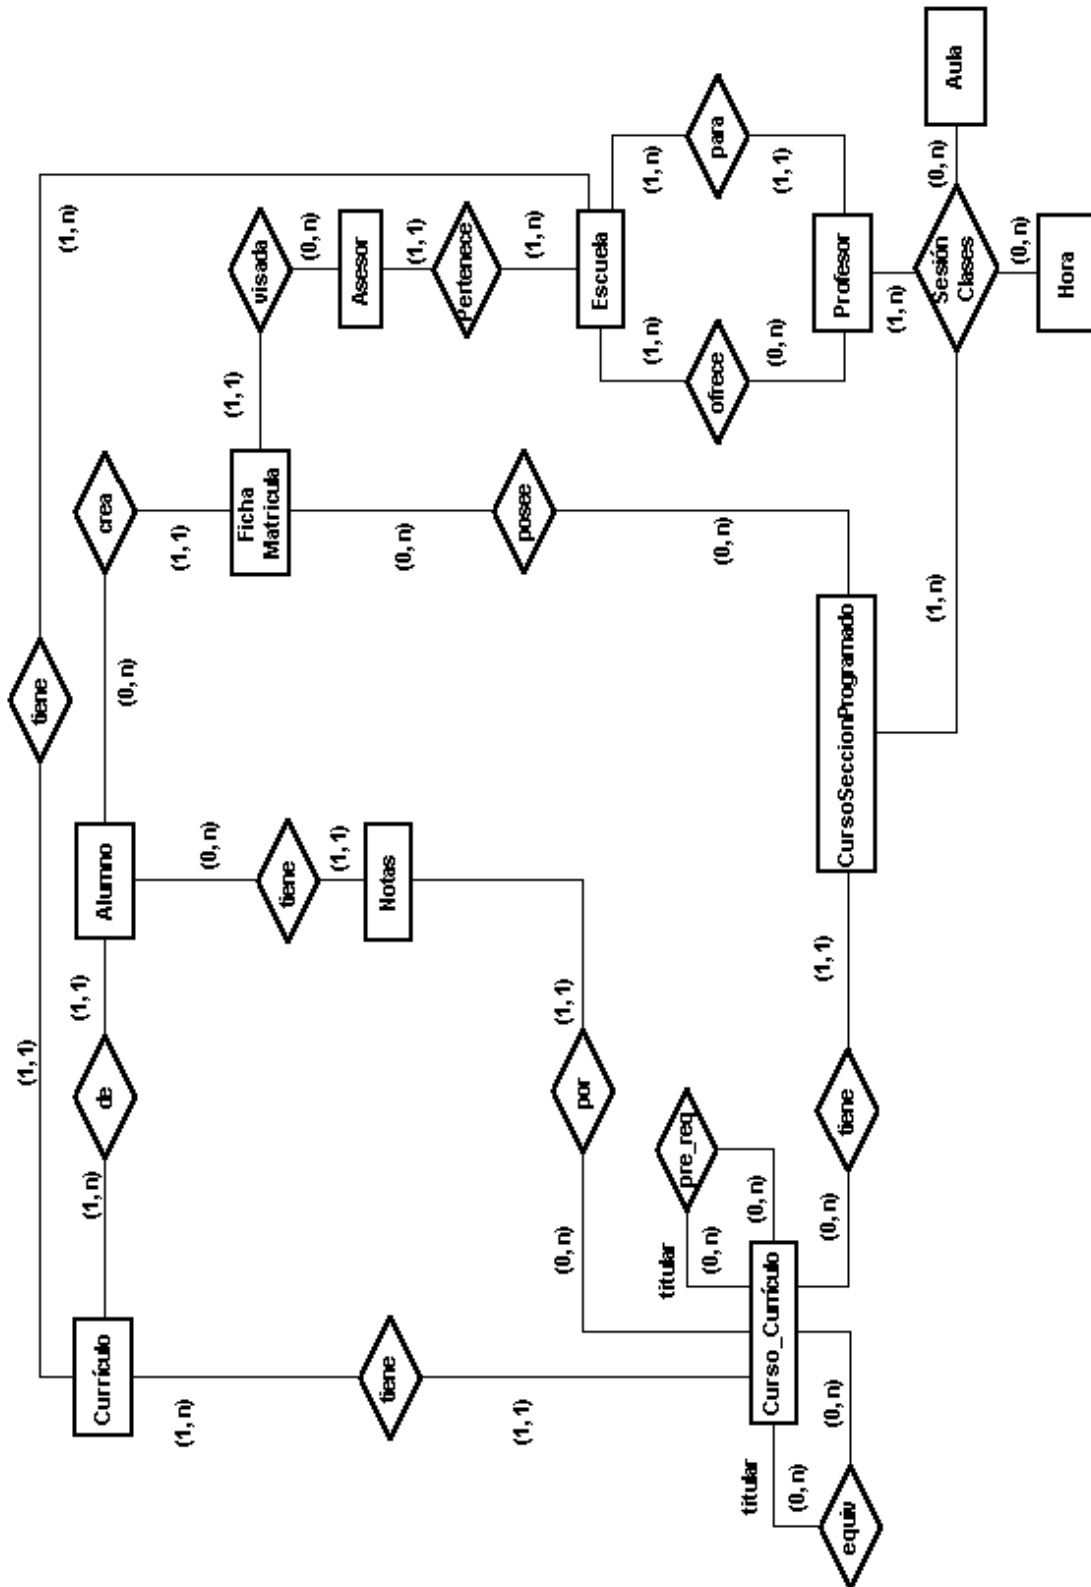 (1, 1)
tiene
(1, n)
Currículo
(1, n)
de
(1, 1)
Alumno
(0, n)
crea
(1, n)
(1, 1)
(0, n)
(1, 1)
Ficha
Matrícula
visada
tiene
(0, n)
(1, 1)
Asesor
tiene
Notas
(0, n)
(1, 1)
Pertenece
(1, 1)
posee
(1, n)
(0, n)
(1, 1)
por
Escuela
(1, n)
(1, n)
titular
pre_req
(0, n)
ofrece
para
(0, n)
titular
(0, n)
(0, n)
(1, 1)
Curso_Currículo
(0, n)
(1, 1)
(0, n)
(0, n)
equiv
tiene
CursoSeccionProgramado
Profesor
(1, n)
(1, n)
(0, n)
Sesión
Clases
Aula
(0, n)
Hora